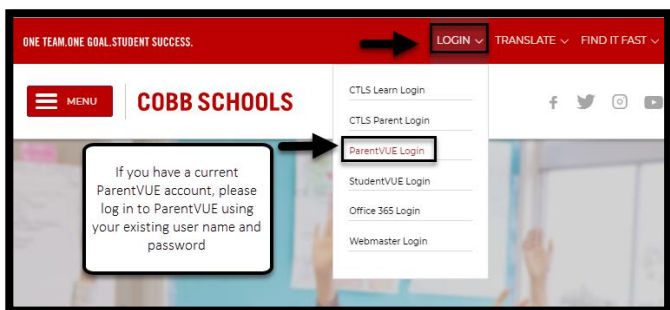 ONE TEAM.ONE GOAL.STUDENT SUCCESS.
LOGIN
TRANSLATE
FIND IT FAST
MENU
COBB SCHOOLS
CTLS Learn Login
CTLS Parent Login
ParentVUE Login
StudentVUE Login
Office 365 Login
Webmaster Login
If you have a current
ParentVUE account, please
log in to ParentVUE using
your existing user name and
password